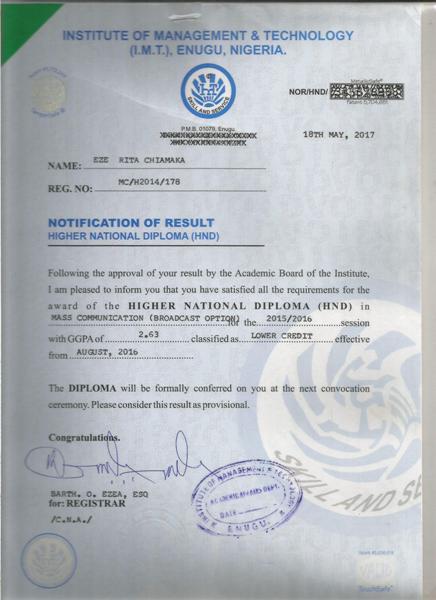 INSTITUTE OF MANAGEMENT & TECHNOLOGY
(I.M.T.), ENUGU, NIGERIA.
NOR/HND/
SKILL AND SERVICE
P.M.B. 01079, Enugu.
18TH MAY, 2017
NAME: EZE RITA CHIAMAKA
REG. NO: MC/H2014/178
NOTIFICATION OF RESULT
HIGHER NATIONAL DIPLOMA (HND)
Following the approval of your result by the Academic Board of the Institute,
I am pleased to inform you that you have satisfied all the requirements for the
award of the HIGHER NATIONAL DIPLOMA (HND) in
MASS COMMUNICATION (BROADCAST OPTION) for the 2015/2016 session
with GGPA of 2.63 classified as LOWER CREDIT effective
from AUGUST, 2016
The DIPLOMA will be formally conferred on you at the next convocation
ceremony. Please consider this result as provisional.
Congratulations.
BARTH. O. EZEA, ESQ
for: REGISTRAR
/C.N.A./
INSTITUTE OF MANAGEMENT & TECHNOLOGY
ACADEMIC AFFAIRS DEPT.
DATE
ENUGU.
SKILL AND SE